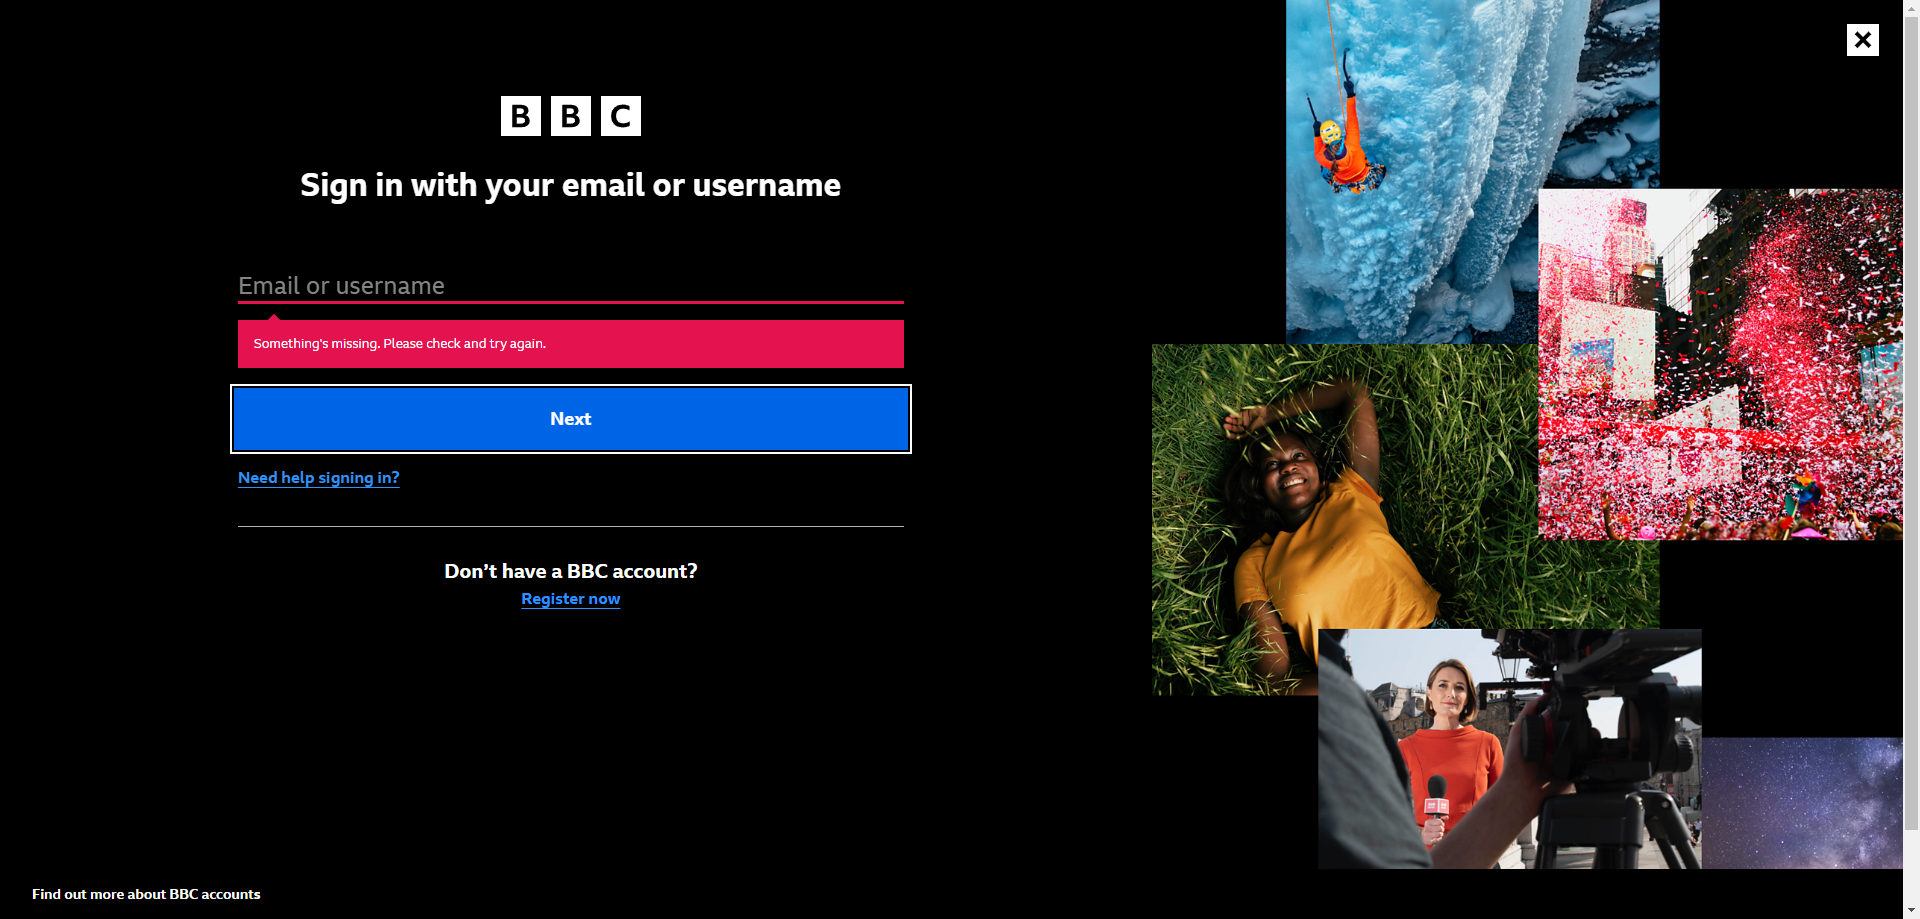 BBC
Sign in with your email or username
Email or username
Something's missing. Please check and try again.
Next
Need help signing in?
Don’t have a BBC account?
Register now
Find out more about BBC accounts